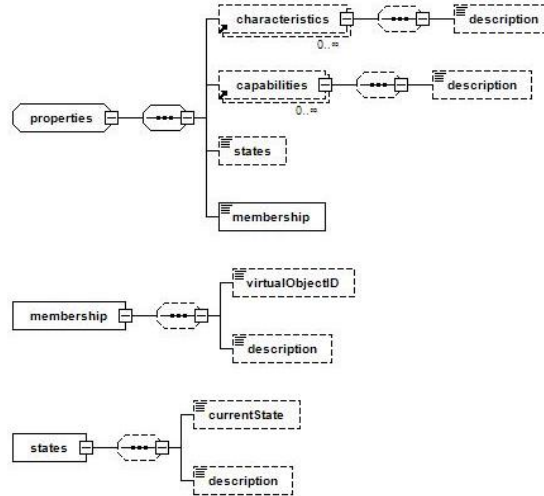 characteristics
description
0..∞
capabilities
description
0..∞
properties
states
membership
virtualObjectID
membership
description
currentState
states
description